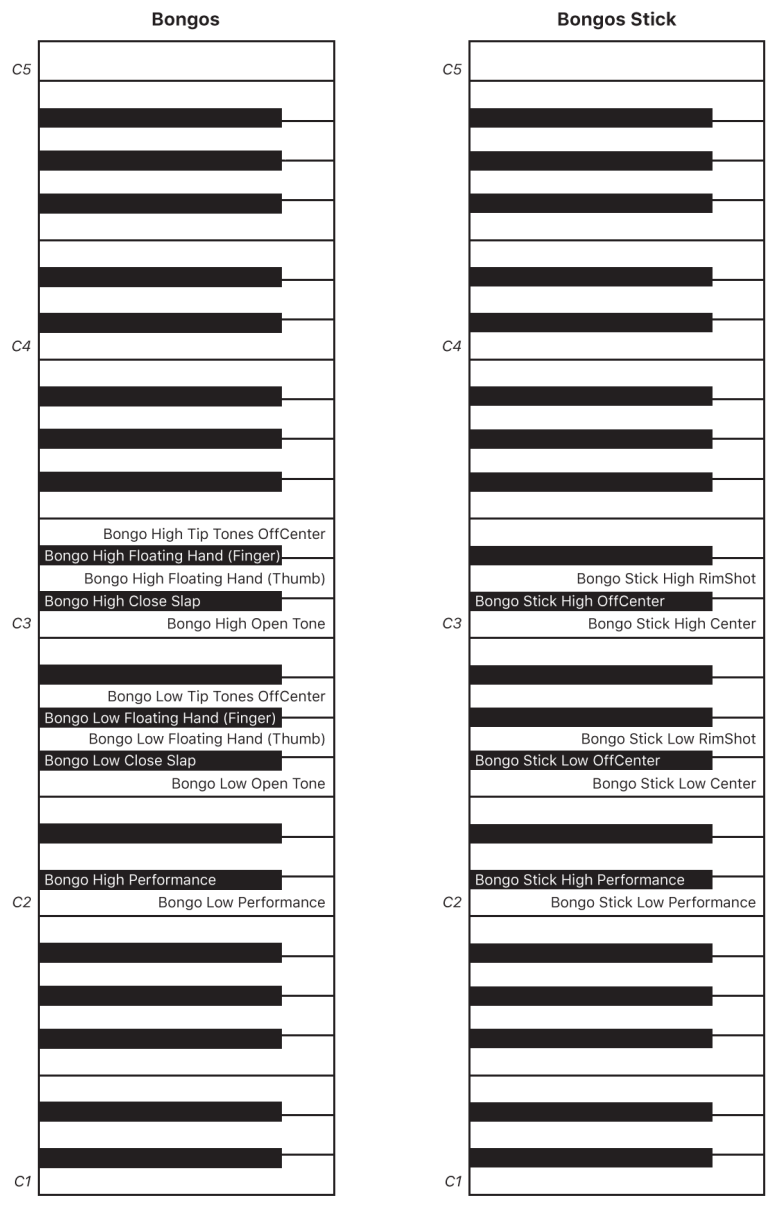 Bongos
C5
C4
Bongo High Tip Tones OffCenter
Bongo High Floating Hand (Finger)
Bongo High Floating Hand (Thumb)
Bongo High Close Slap
C3
Bongo High Open Tone
Bongo Low Tip Tones OffCenter
Bongo Low Floating Hand (Finger)
Bongo Low Floating Hand (Thumb)
Bongo Low Close Slap
Bongo Low Open Tone
Bongo High Performance
C2
Bongo Low Performance
C1
Bongos Stick
C5
C4
Bongo Stick High RimShot
Bongo Stick High OffCenter
C3
Bongo Stick High Center
Bongo Stick Low RimShot
Bongo Stick Low OffCenter
Bongo Stick Low Center
Bongo Stick High Performance
C2
Bongo Stick Low Performance
C1